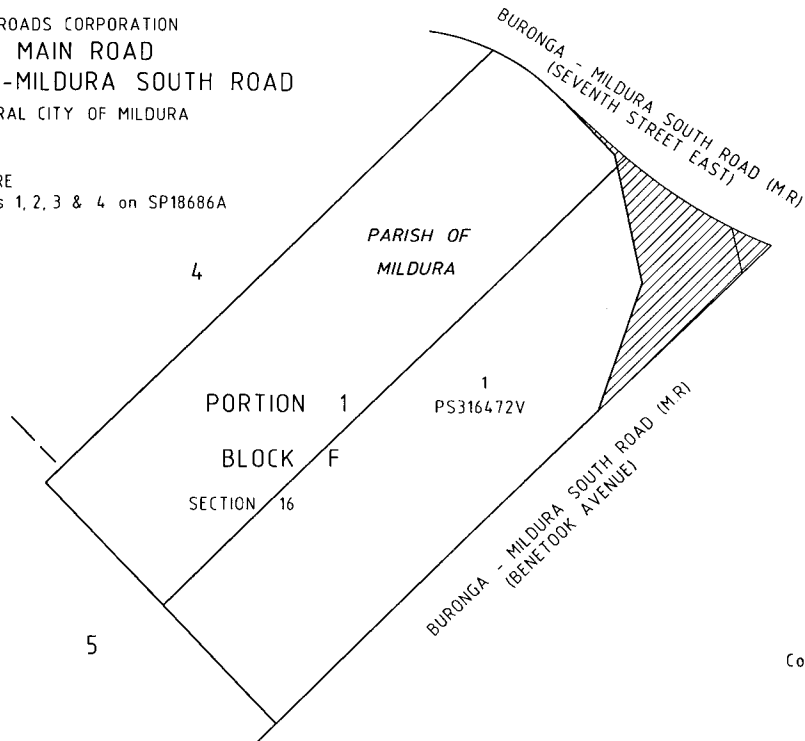 ROADS CORPORATION
MAIN ROAD
-MILDURA SOUTH ROAD
RAL CITY OF MILDURA
RE
s 1, 2, 3 & 4 on SP18686A
BURONGA - MILDURA SOUTH ROAD (M.R)
(SEVENTH STREET EAST)
PARISH OF
MILDURA
4
1
PS316472V
PORTION 1
BLOCK F
SECTION 16
BURONGA - MILDURA SOUTH ROAD (M.R)
(BENETOOK AVENUE)
5
Co